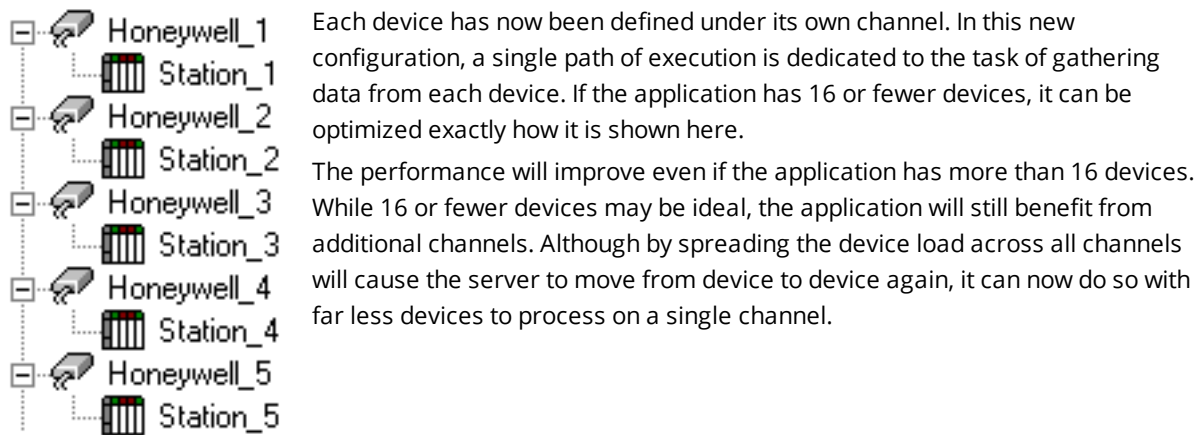 Honeywell_1
Station_1
Honeywell_2
Station_2
Honeywell_3
Station_3
Honeywell_4
Station_4
Honeywell_5
Station_5
Each device has now been defined under its own channel. In this new
configuration, a single path of execution is dedicated to the task of gathering
data from each device. If the application has 16 or fewer devices, it can be
optimized exactly how it is shown here.
The performance will improve even if the application has more than 16 devices.
While 16 or fewer devices may be ideal, the application will still benefit from
additional channels. Although by spreading the device load across all channels
will cause the server to move from device to device again, it can now do so with
far less devices to process on a single channel.